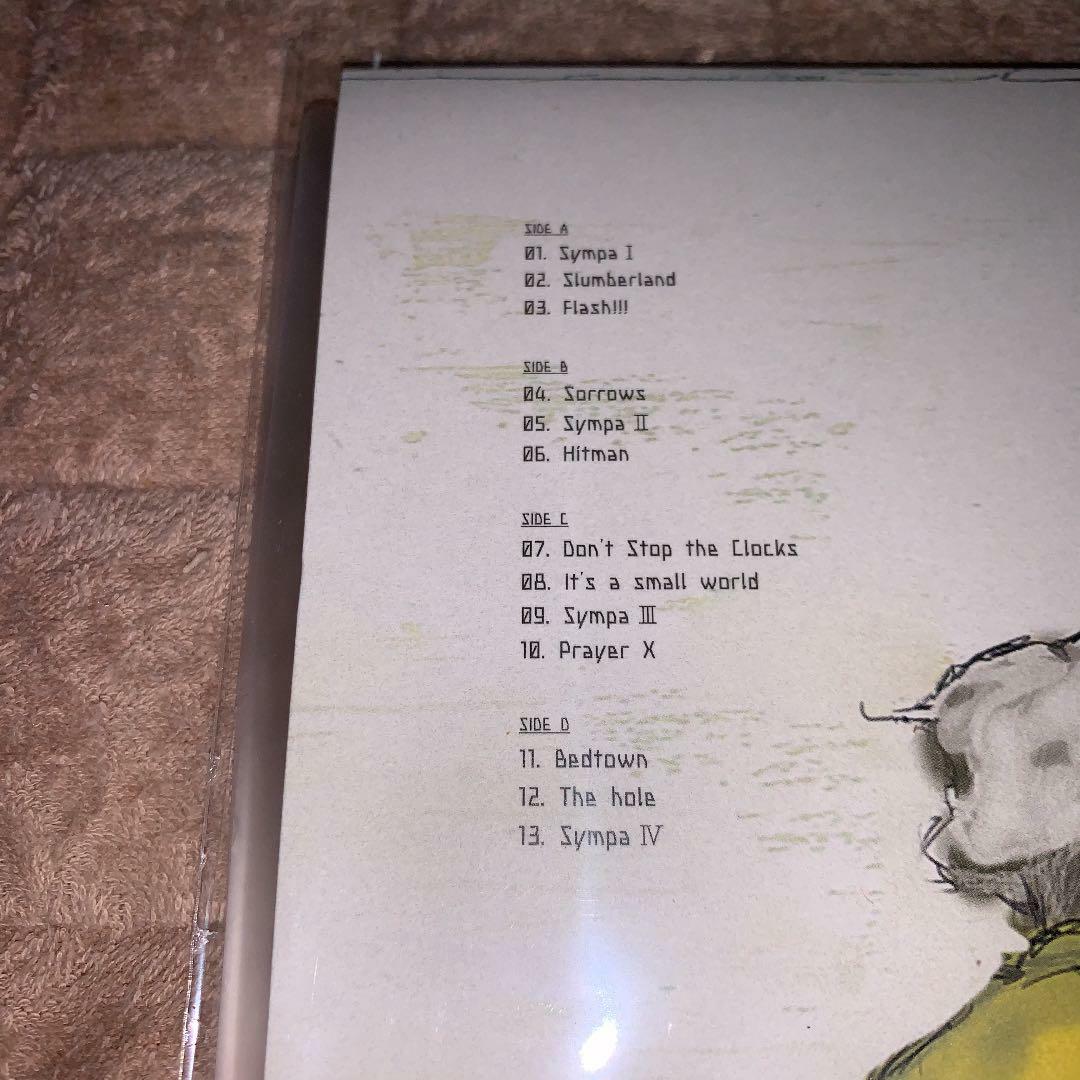 SIDE A
01. Sympa Ⅰ
02. Slumberland
03. Flash!!!
SIDE B
04. Sorrows
05. Sympa Ⅱ
06. Hitman
SIDE C
07. Don't Stop the Clocks
08. It's a small world
09. Sympa Ⅲ
10. Prayer X
SIDE D
11. Bedtown
12. The hole
13. Sympa Ⅳ